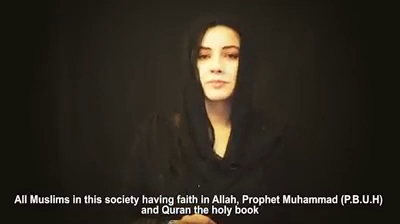 All Muslims in this society having faith in Allah, Prophet Muhammad (P.B.U.H)
and Quran the holy book